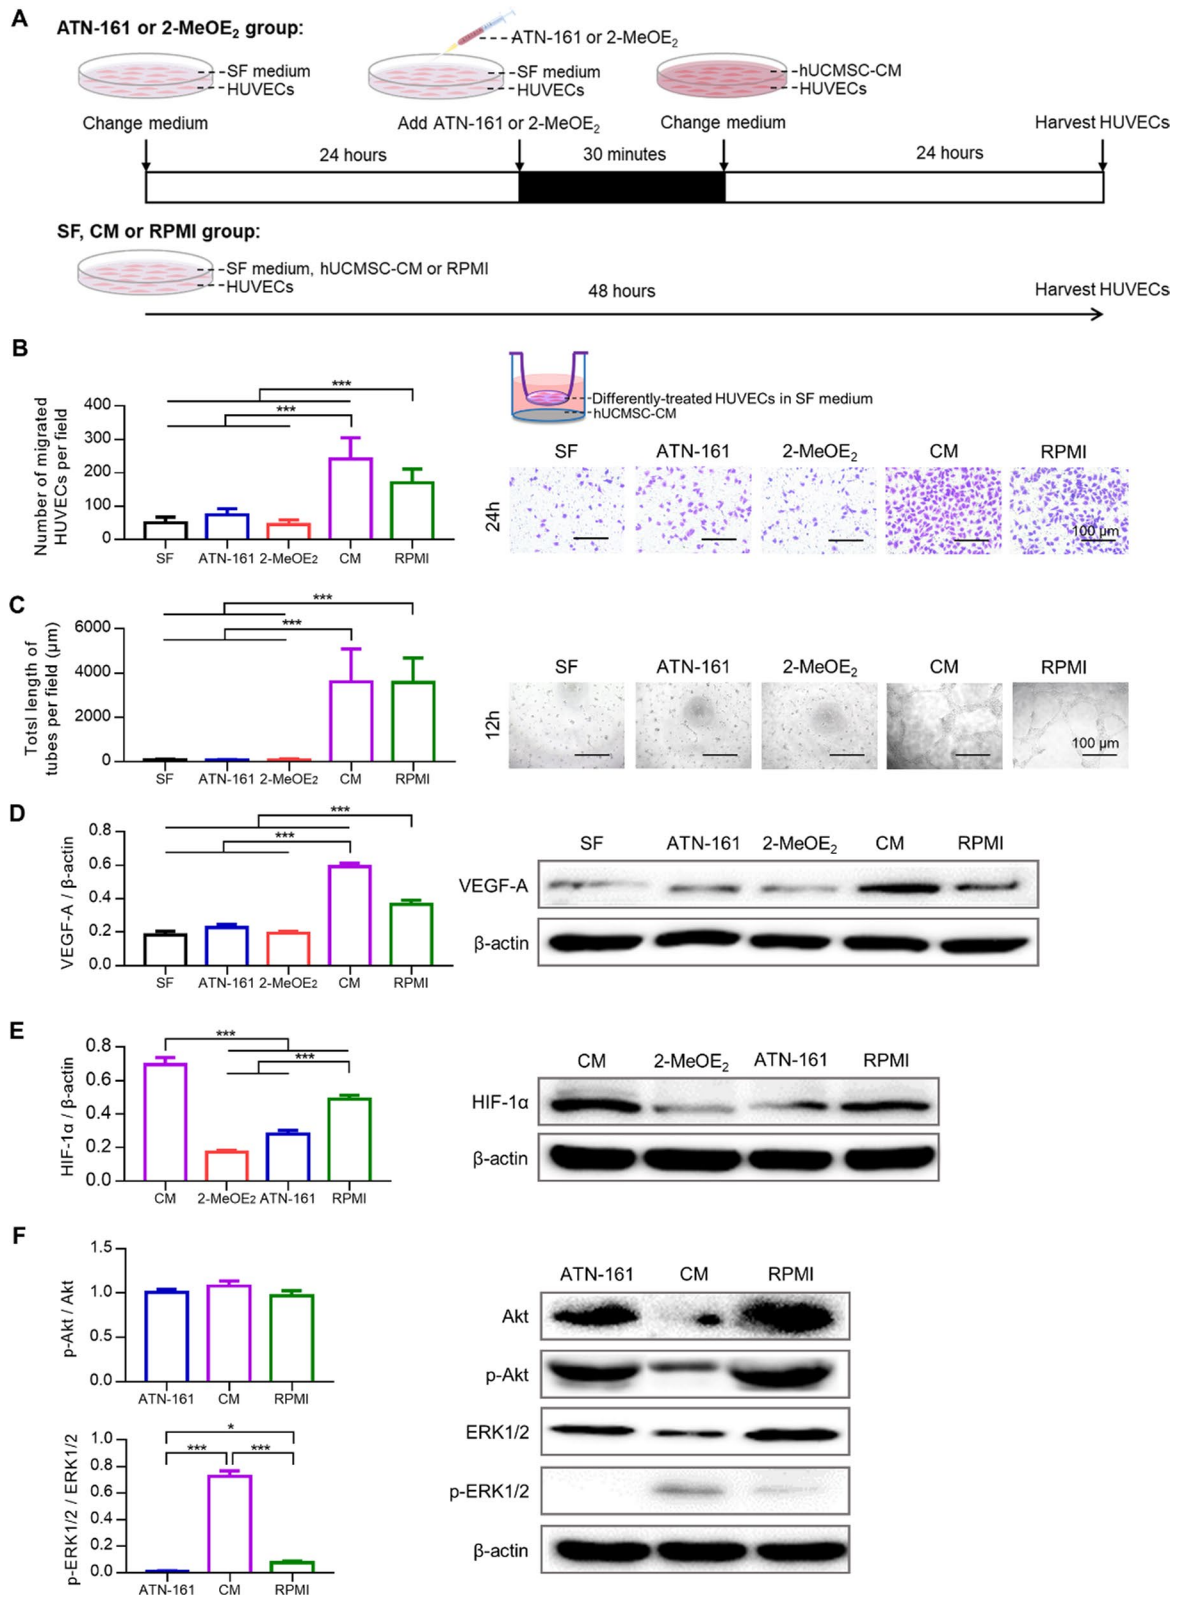 A
ATN-161 or 2-MeOE2 group:
ATN-161 or 2-MeOE2
SF medium
HUVECs
SF medium
HUVECs
hUCMSC-CM
HUVECs
Change medium
Add ATN-161 or 2-MeOE2
Change medium
Harvest HUVECs
24 hours
30 minutes
24 hours
SF, CM or RPMI group:
SF medium, hUCMSC-CM or RPMI
HUVECs
48 hours
Harvest HUVECs
B
Number of migrated
HUVECs per field
400
300
200
100
0
***
***
SF ATN-161 2-MeOE2 CM RPMI
Differently-treated HUVECs in SF medium
hUCMSC-CM
SF ATN-161 2-MeOE2 CM RPMI
24h
100 µm
C
Totsl length of
tubes per field (µm)
6000
4000
2000
0
***
***
SF ATN-161 2-MeOE2 CM RPMI
SF ATN-161 2-MeOE2 CM RPMI
12h
100 µm
D
VEGF-A / β-actin
0.8
0.6
0.4
0.2
0.0
***
***
SF ATN-161 2-MeOE2 CM RPMI
SF ATN-161 2-MeOE2 CM RPMI
VEGF-A
β-actin
E
HIF-1α / β-actin
0.8
0.6
0.4
0.2
0.0
***
***
CM 2-MeOE2 ATN-161 RPMI
CM 2-MeOE2 ATN-161 RPMI
HIF-1α
β-actin
F
p-Akt / Akt
1.5
1.0
0.5
0.0
ATN-161 CM RPMI
p-ERK1/2 / ERK1/2
1.0
0.8
0.6
0.4
0.2
0.0
*
*** ***
ATN-161 CM RPMI
ATN-161 CM RPMI
Akt
p-Akt
ERK1/2
p-ERK1/2
β-actin